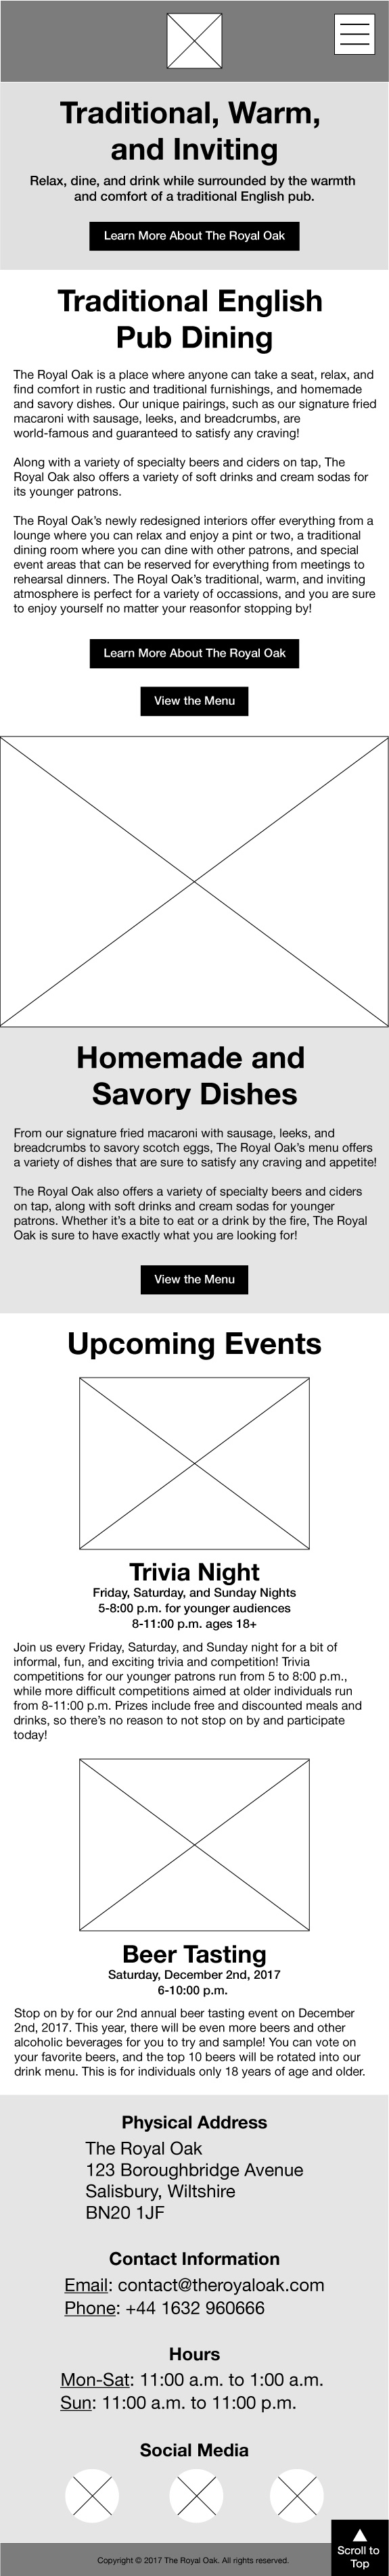 Traditional, Warm,
and Inviting
Relax, dine, and drink while surrounded by the warmth
and comfort of a traditional English pub.
Learn More About The Royal Oak
Traditional English
Pub Dining
The Royal Oak is a place where anyone can take a seat, relax, and
find comfort in rustic and traditional furnishings, and homemade
and savory dishes. Our unique pairings, such as our signature fried
macaroni with sausage, leeks, and breadcrumbs, are
world-famous and guaranteed to satisfy any craving!
Along with a variety of specialty beers and ciders on tap, The
Royal Oak also offers a variety of soft drinks and cream sodas for
its younger patrons.
The Royal Oak's newly redesigned interiors offer everything from a
lounge where you can relax and enjoy a pint or two, a traditional
dining room where you can dine with other patrons, and special
event areas that can be reserved for everything from meetings to
rehearsal dinners. The Royal Oak's traditional, warm, and inviting
atmosphere is perfect for a variety of occassions, and you are sure
to enjoy yourself no matter your reasonfor stopping by!
Learn More About The Royal Oak
View the Menu
Homemade and
Savory Dishes
From our signature fried macaroni with sausage, leeks, and
breadcrumbs to savory scotch eggs, The Royal Oak's menu offers
a variety of dishes that are sure to satisfy any craving and appetite!
The Royal Oak also offers a variety of specialty beers and ciders
on tap, along with soft drinks and cream sodas for younger
patrons. Whether it's a bite to eat or a drink by the fire, The Royal
Oak is sure to have exactly what you are looking for!
View the Menu
Upcoming Events
Trivia Night
Friday, Saturday, and Sunday Nights
5-8:00 p.m. for younger audiences
8-11:00 p.m. ages 18+
Join us every Friday, Saturday, and Sunday night for a bit of
informal, fun, and exciting trivia and competition! Trivia
competitions for our younger patrons run from 5 to 8:00 p.m.,
while more difficult competitions aimed at older individuals run
from 8-11:00 p.m. Prizes include free and discounted meals and
drinks, so there's no reason to not stop on by and participate
today!
Beer Tasting
Saturday, December 2nd, 2017
6-10:00 p.m.
Stop on by for our 2nd annual beer tasting event on December
2nd, 2017. This year, there will be even more beers and other
alcoholic beverages for you to try and sample! You can vote on
your favorite beers, and the top 10 beers will be rotated into our
drink menu. This is for individuals only 18 years of age and older.
Physical Address
The Royal Oak
123 Boroughbridge Avenue
Salisbury, Wiltshire
BN20 1JF
Contact Information
Email: contact@theroyaloak.com
Phone: +44 1632 960666
Hours
Mon-Sat: 11:00 a.m. to 1:00 a.m.
Sun: 11:00 a.m. to 11:00 p.m.
Social Media
Scroll to
Top
Copyright © 2017 The Royal Oak. All rights reserved.